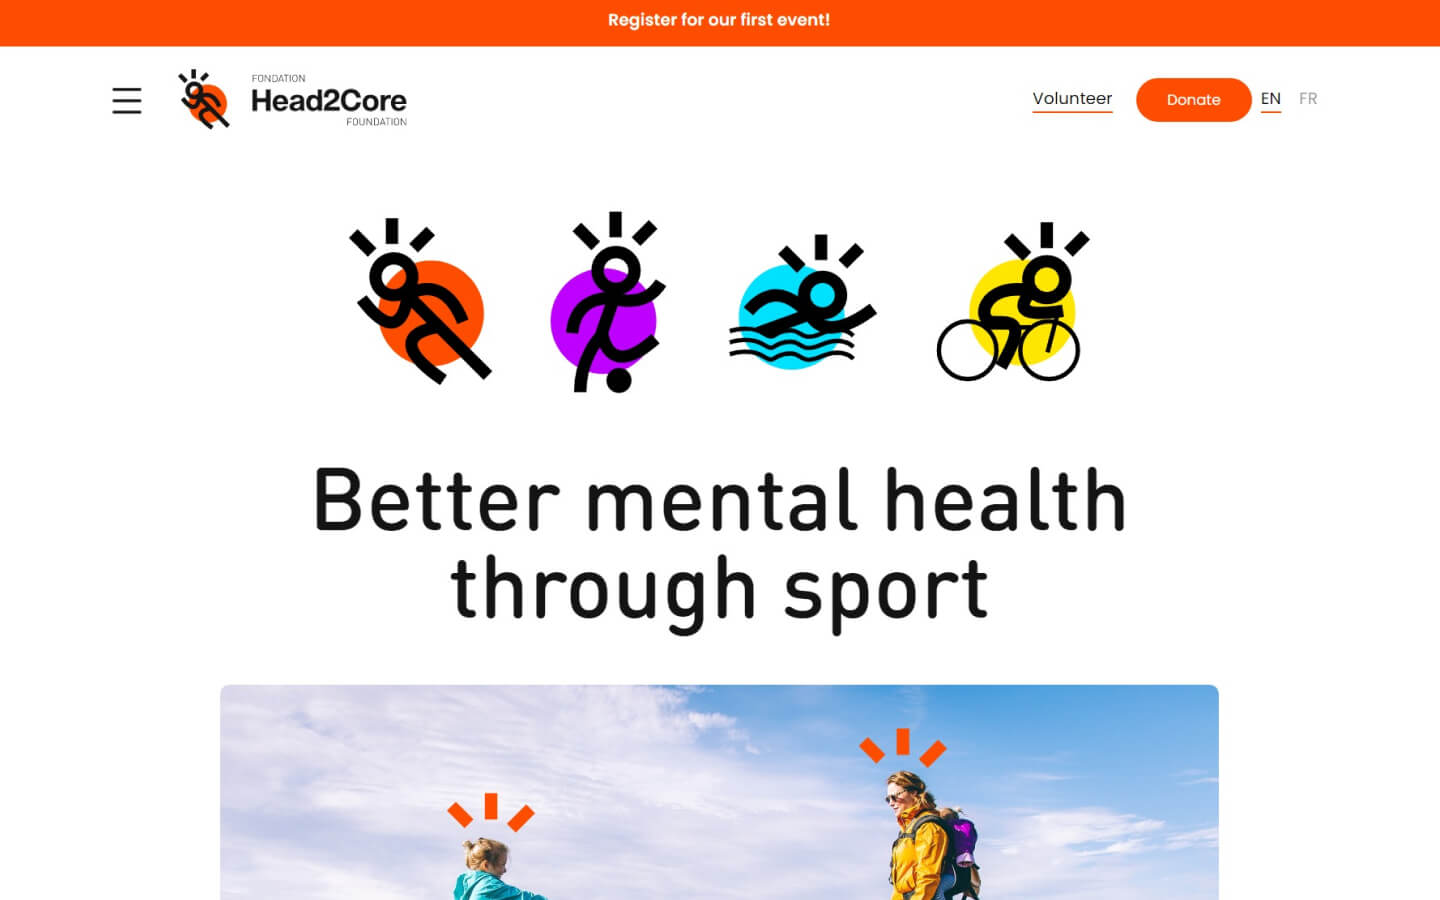 Register for our first event!
FONDATION
Head2Core
FOUNDATION
Volunteer
Donate
EN
FR
Better mental health
through sport